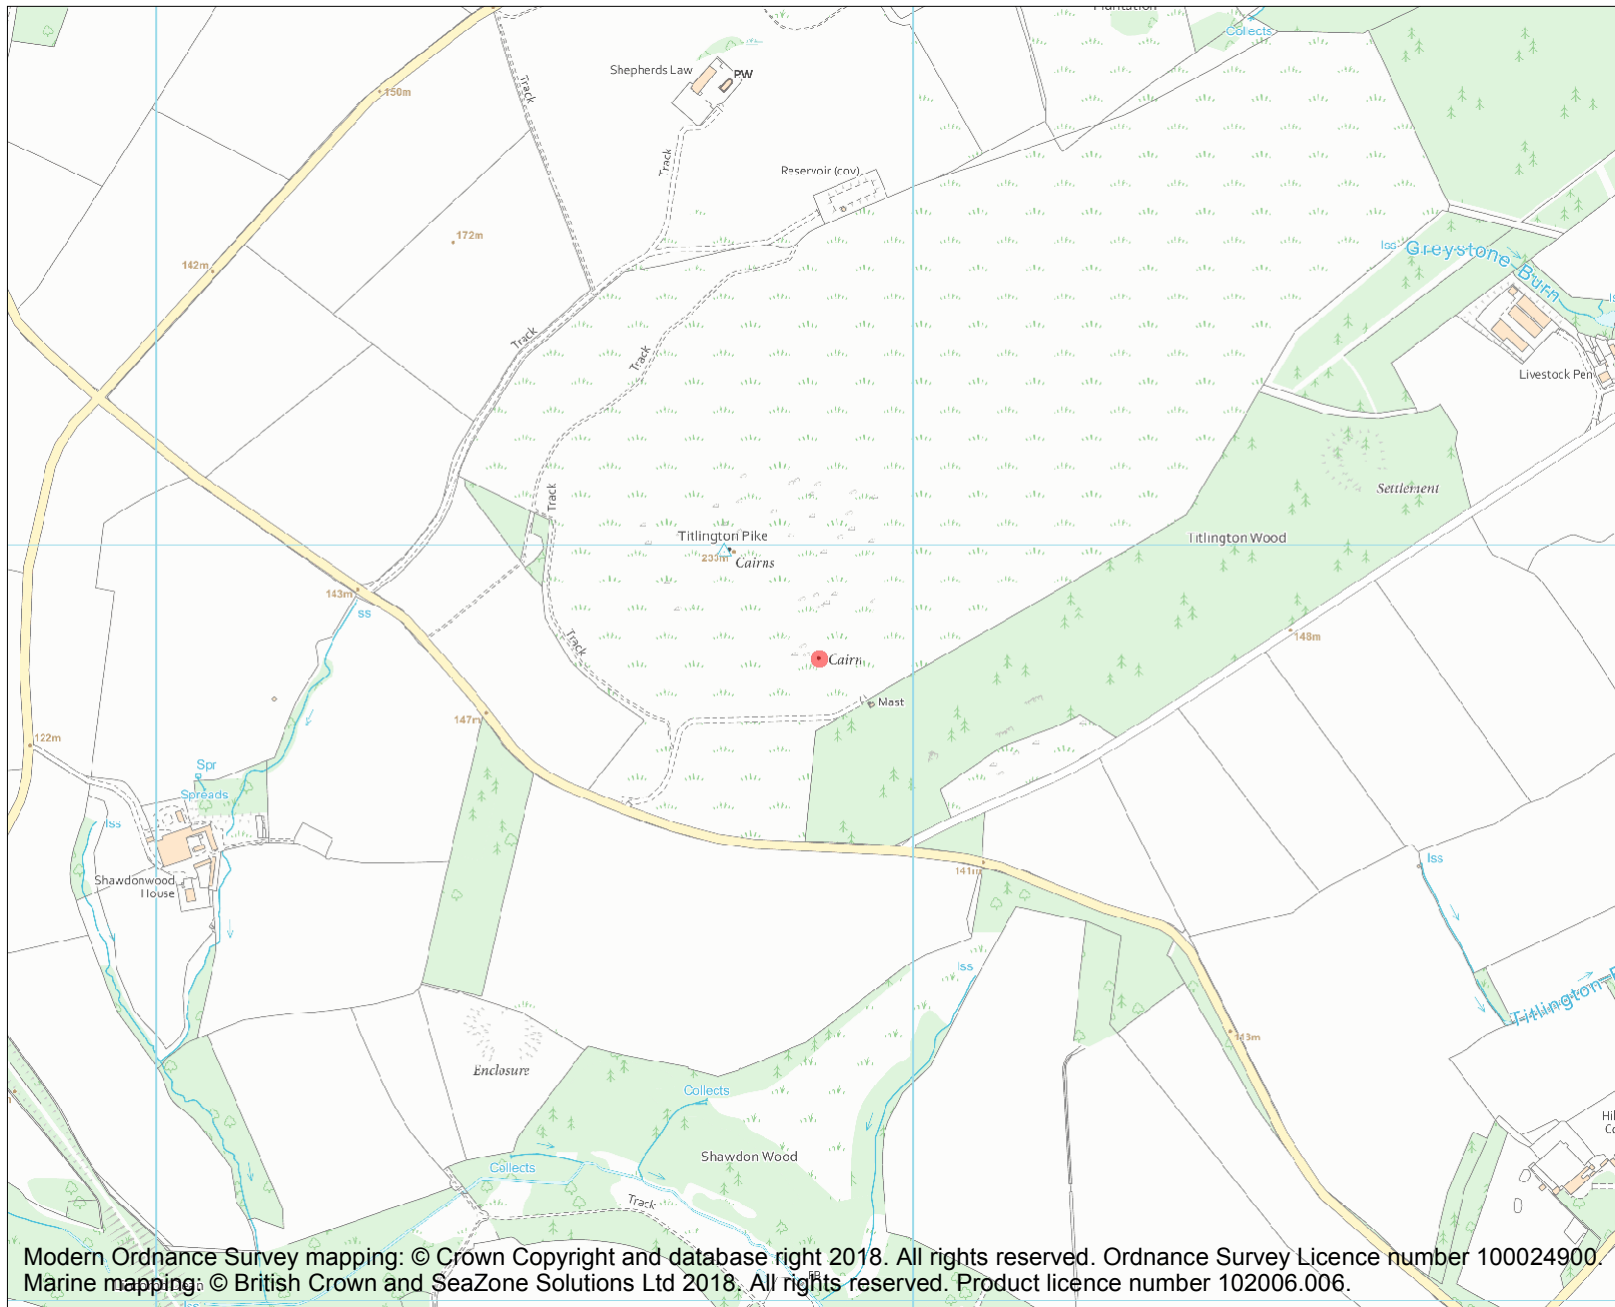 Collects
150m
Track
Shepherds Law
PW
Track
Reservoir (cov)
172m
142m
Iss
Greystone Burn
Track
Track
Livestock Pen
Track
Settlement
Titlington Pike
Titlington Wood
Cairns
143m
148m
Track
Cairn
Mast
147m
122m
Spr
Spreads
Iss
Shawdonwood
House
141m
Iss
Iss
143m
Enclosure
Collects
Shawdon Wood
Collects
Track
Modern Ordnance Survey mapping: © Crown Copyright and database right 2018. All rights reserved. Ordnance Survey Licence number 100024900.
Marine mapping: © British Crown and SeaZone Solutions Ltd 2018. All rights reserved. Product licence number 102006.006.
Iss